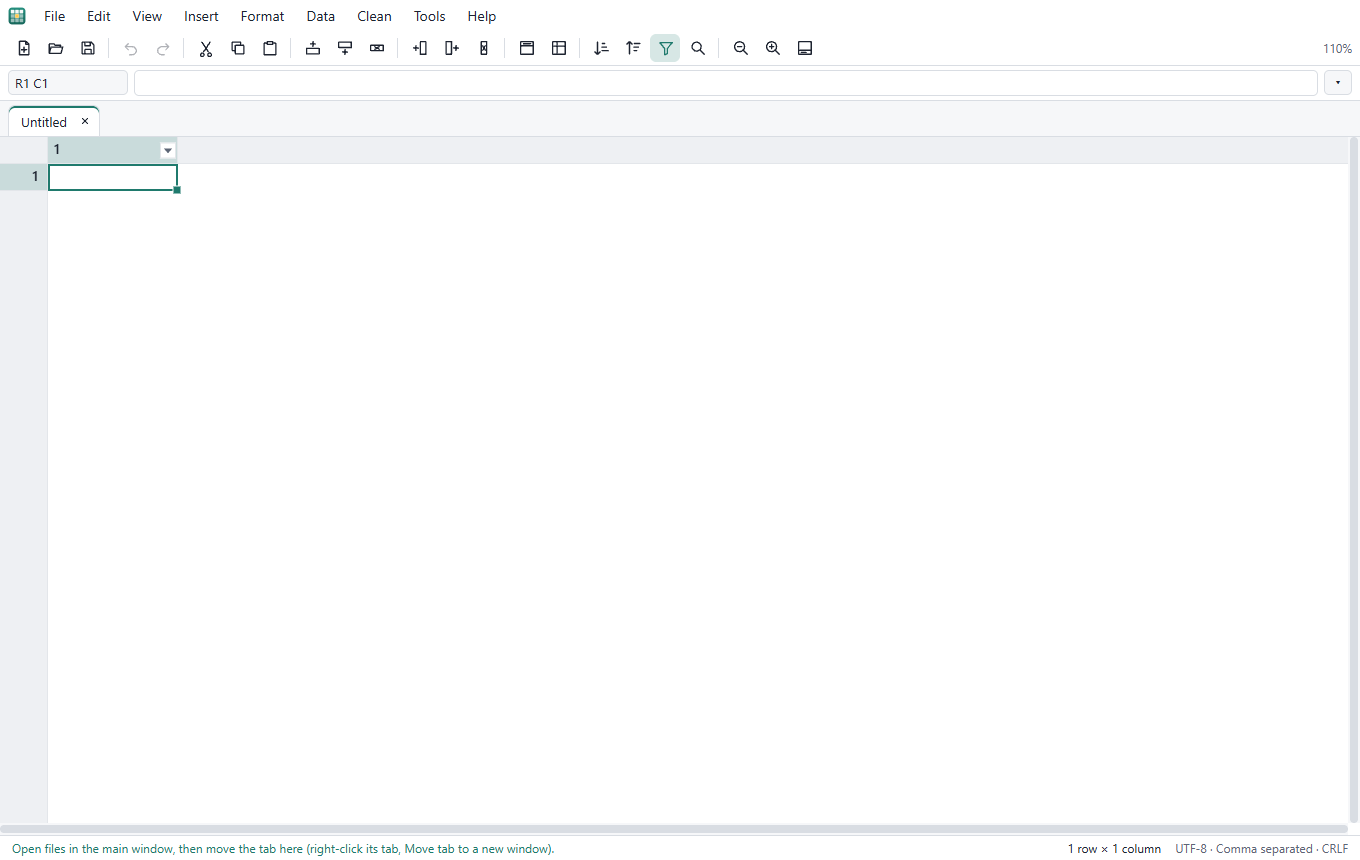 File Edit View Insert Format Data Clean Tools Help
110%
R1 C1
Untitled ×
1
1
Open files in the main window, then move the tab here (right-click its tab, Move tab to a new window). 1 row × 1 column UTF-8 · Comma separated · CRLF